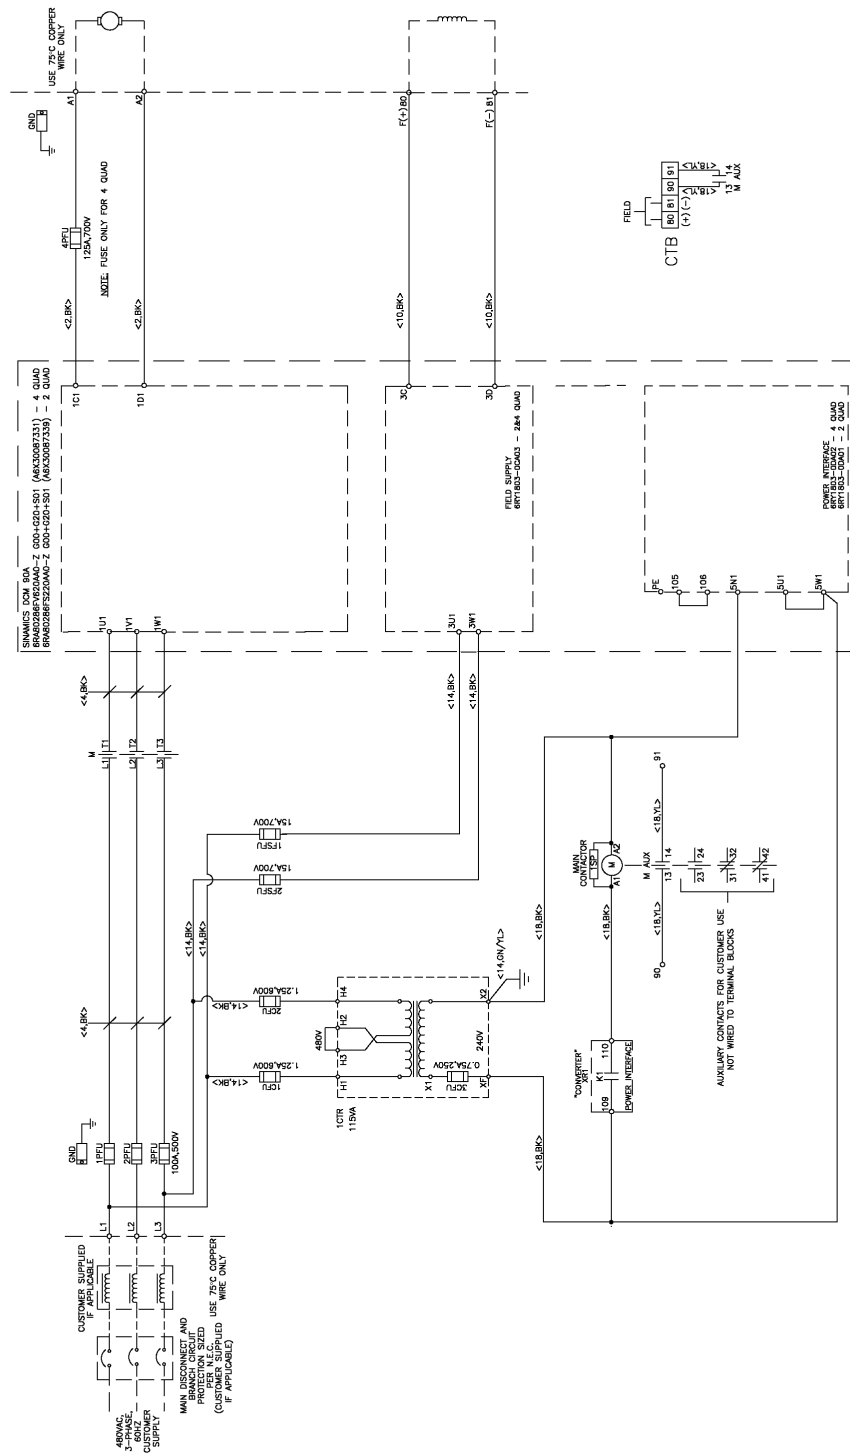 480VAC,
3-PHASE,
60HZ
CUSTOMER
SUPPLY
MAIN DISCONNECT AND
BRANCH CIRCUIT
PROTECTION SIZED
PER N.E.C.
(CUSTOMER SUPPLIED
IF APPLICABLE)
CUSTOMER SUPPLIED
IF APPLICABLE
USE 75°C COPPER
WIRE ONLY
L1
L2
L3
GND
1PFU
2PFU
3PFU
100A,500V
<4,BK>
M
L1 T1
L2 T2
L3 T3
<4,BK>
1U1
1V1
1W1
SINAMICS DCM 90A
6RA80286FV620AA0-Z G00+G20+S01 (A6X30087331) - 4 QUAD
6RA80286FS220AA0-Z G00+G20+S01 (A6X30087339) - 2 QUAD
1C1
1D1
<2,BK>
<2,BK>
4PFU
125A,700V
NOTE: FUSE ONLY FOR 4 QUAD
GND
A1
A2
USE 75°C COPPER
WIRE ONLY
<14,BK>
<14,BK>
2FSFU
15A,700V
1FSFU
15A,700V
<14,BK>
<14,BK>
3U1
3W1
FIELD SUPPLY
6RY1803-0CA03 - 2&4 QUAD
3C
3D
<10,BK>
<10,BK>
F(+) 80
F(-) 81
<14,BK>
<14,BK>
1CFU
1.25A,600V
2CFU
1.25A,600V
1CTR
115VA
H1
H3
H2
H4
480V
X1
3CFU
0.75A,250V
XF
240V
X2
<14,GN/YL>
<18,BK>
<18,BK>
"CONVERTER"
XR1
109
K1
110
POWER INTERFACE
<18,BK>
MAIN
CONTACTOR
1SP
A1
M
A2
90
<18,YL>
M AUX
13 14
<18,YL>
91
23 24
31 32
41 42
AUXILIARY CONTACTS FOR CUSTOMER USE
NOT WIRED TO TERMINAL BLOCKS
PE
105
106
5N1
5U1
5W1
POWER INTERFACE
6RY1803-0DA02 - 4 QUAD
6RY1803-0DA01 - 2 QUAD
CTB
FIELD
80 81 90 91
(+) (-)
<18,YL>
<18,YL>
13 14
M AUX